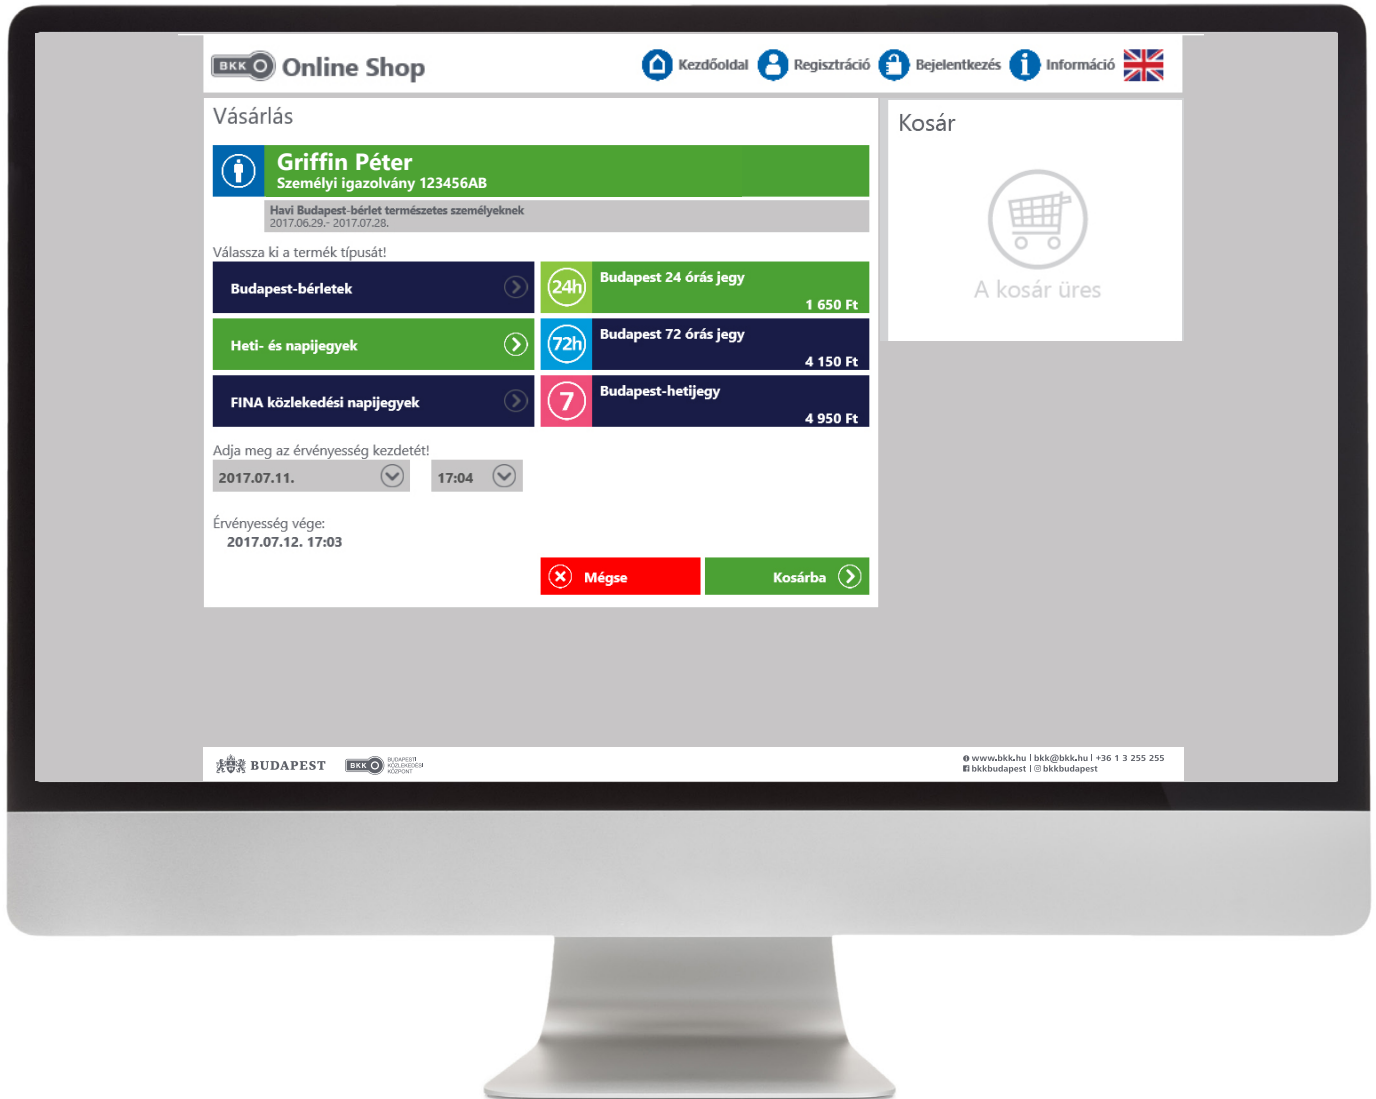 BKK Online Shop
Kezdőoldal Regisztráció Bejelentkezés Információ
Vásárlás
Griffin Péter
Személyi igazolvány 123456AB
Havi Budapest-bérlet természetes személyeknek
2017.06.29.- 2017.07.28.
Válassza ki a termék típusát!
Budapest-bérletek
Heti- és napijegyek
FINA közlekedési napijegyek
24h Budapest 24 órás jegy
1 650 Ft
72h Budapest 72 órás jegy
4 150 Ft
7 Budapest-hetijegy
4 950 Ft
Adja meg az érvényesség kezdetét!
2017.07.11. 17:04
Érvényesség vége:
2017.07.12. 17:03
Mégse Kosárba
Kosár
A kosár üres
BUDAPEST
BKK
BUDAPESTI
KÖZLEKEDÉSI
KÖZPONT
www.bkk.hu | bkk@bkk.hu | +36 1 3 255 255
bkkbudapest | bkkbudapest